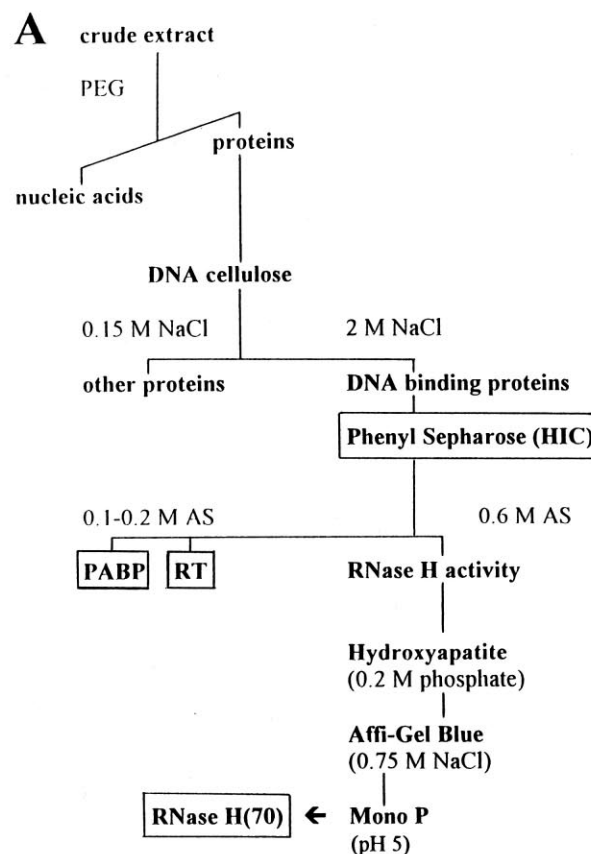 A
crude extract
PEG
proteins
nucleic acids
DNA cellulose
0.15 M NaCl
2 M NaCl
other proteins
DNA binding proteins
Phenyl Sepharose (HIC)
0.1-0.2 M AS
0.6 M AS
PABP
RT
RNase H activity
Hydroxyapatite
(0.2 M phosphate)
Affi-Gel Blue
(0.75 M NaCl)
RNase H(70) ← Mono P
(pH 5)